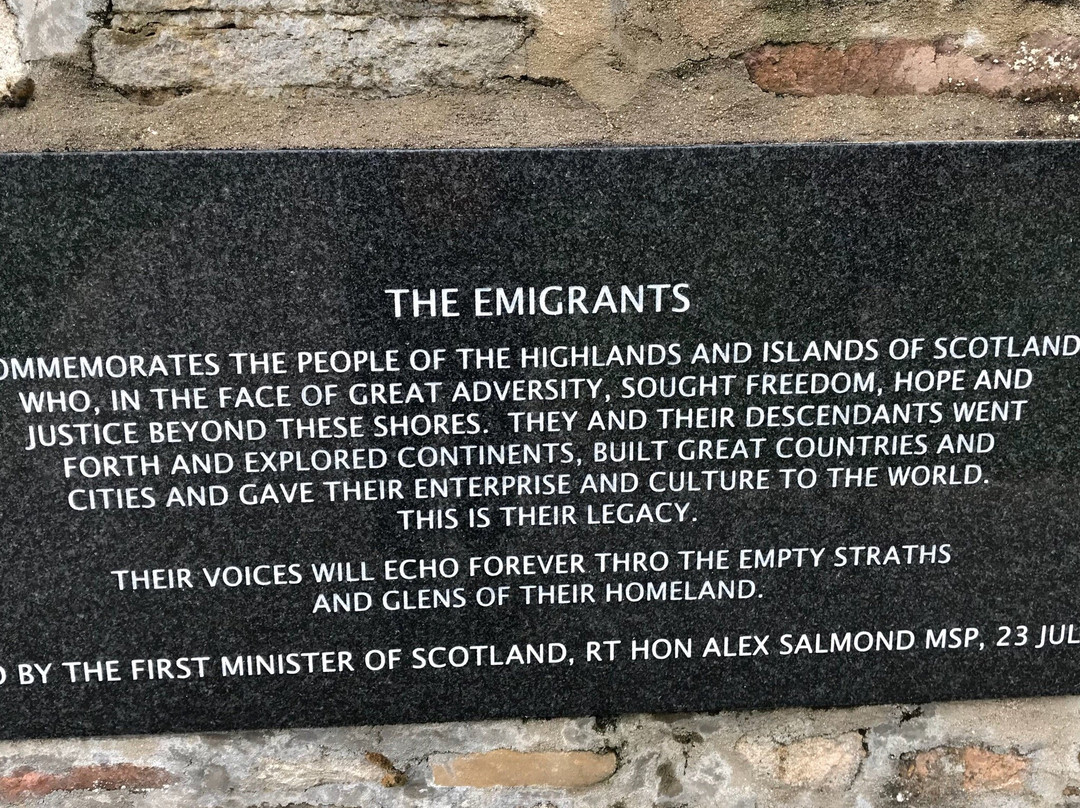 THE EMIGRANTS
OMMEMORATES THE PEOPLE OF THE HIGHLANDS AND ISLANDS OF SCOTLAND
WHO, IN THE FACE OF GREAT ADVERSITY, SOUGHT FREEDOM, HOPE AND
JUSTICE BEYOND THESE SHORES. THEY AND THEIR DESCENDANTS WENT
FORTH AND EXPLORED CONTINENTS, BUILT GREAT COUNTRIES AND
CITIES AND GAVE THEIR ENTERPRISE AND CULTURE TO THE WORLD.
THIS IS THEIR LEGACY.
THEIR VOICES WILL ECHO FOREVER THRO THE EMPTY STRATHS
AND GLENS OF THEIR HOMELAND.
D BY THE FIRST MINISTER OF SCOTLAND, RT HON ALEX SALMOND MSP, 23 JUL